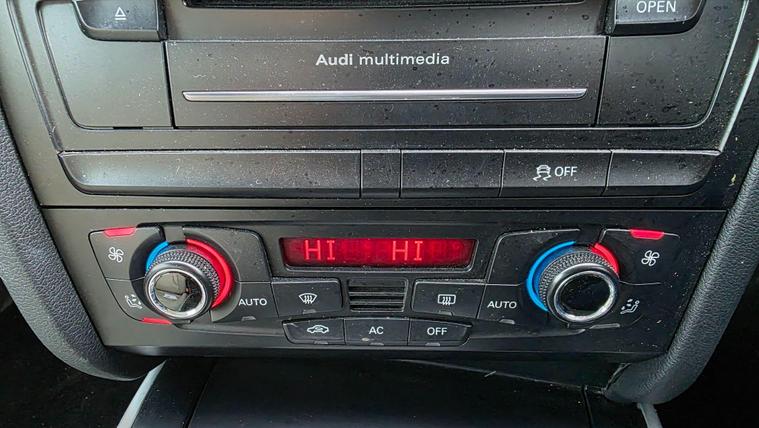 OPEN
Audi multimedia
OFF
HI HI
AUTO
AUTO
AC
OFF